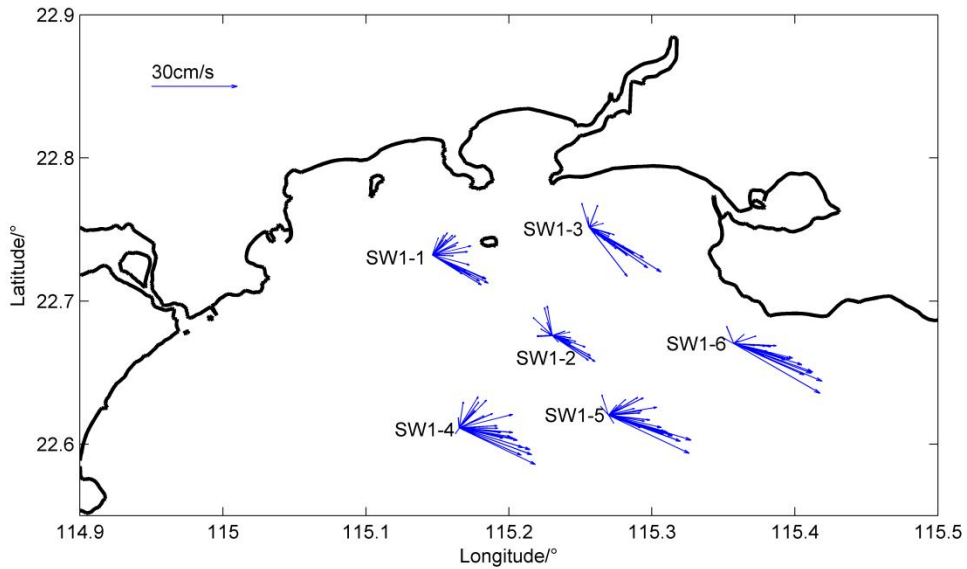 22.9
30cm/s
22.8
SW1-3
SW1-1
Latitude/°
22.7
SW1-2
SW1-6
SW1-4
SW1-5
22.6
114.9
115
115.1
115.2
115.3
115.4
115.5
Longitude/°